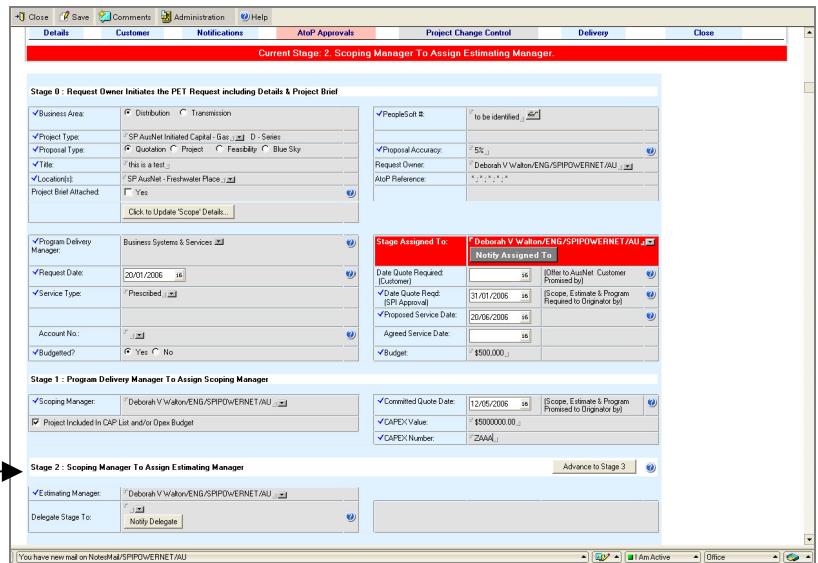 Close Save Comments Administration Help
Details Customer Notifications AtoP Approvals Project Change Control Delivery Close
Current Stage: 2. Scoping Manager To Assign Estimating Manager.
Stage 0 : Request Owner Initiates the PET Request including Details & Project Brief
Business Area: Distribution Transmission PeopleSoft #: to be identified
Project Type: SP AusNet Initiated Capital - Gas D - Series
Proposal Type: Quotation Project Feasibility Blue Sky Proposal Accuracy: 5%
Title: this is a test Request Owner: Deborah V Walton/ENG/SPIPOWERNET/AU
Location(s): SP AusNet - Freshwater Place AtoP Reference: * ; * ; * ; * ; *
Project Brief Attached: Yes
Click to Update 'Scope' Details...
Program Delivery Manager: Business Systems & Services Stage Assigned To: Deborah V Walton/ENG/SPIPOWERNET/AU
Notify Assigned To
Request Date: 20/01/2006 16 Date Quote Required: (Customer) 16 (Offer to AusNet Customer Promised by)
Service Type: Prescribed Date Quote Reqd: (SPI Approval) 31/01/2006 16 (Scope, Estimate & Program Required to Originator by)
Proposed Service Date: 20/06/2006 16
Account No.: Agreed Service Date: 16
Budgetted? Yes No Budget: $500,000
Stage 1 : Program Delivery Manager To Assign Scoping Manager
Scoping Manager: Deborah V Walton/ENG/SPIPOWERNET/AU Committed Quote Date: 12/05/2006 16 (Scope, Estimate & Program Promised to Originator by)
Project Included In CAP List and/or Opex Budget CAPEX Value: $5000000.00
CAPEX Number: ZAAA
Stage 2 : Scoping Manager To Assign Estimating Manager Advance to Stage 3
Estimating Manager: Deborah V Walton/ENG/SPIPOWERNET/AU
Delegate Stage To:
Notify Delegate
You have new mail on NotesMail/SPIPOWERNET/AU I Am Active Office